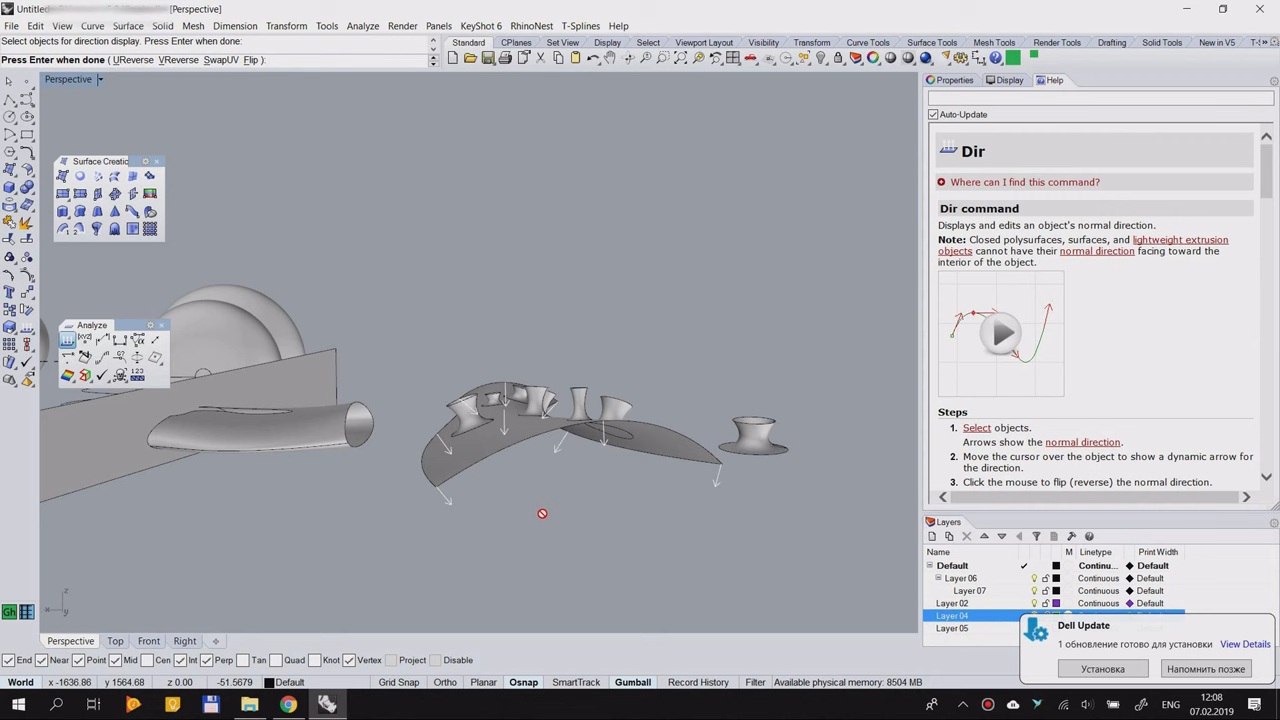 Untitled
[Perspective]
File Edit View Curve Surface Solid Mesh Dimension Transform Tools Analyze Render Panels KeyShot 6 RhinoNest T-Splines Help
Select objects for direction display. Press Enter when done:
Press Enter when done ( UReverse VReverse SwapUV Flip ):
Standard CPlanes Set View Display Select Viewport Layout Visibility Transform Curve Tools Surface Tools Mesh Tools Render Tools Drafting Solid Tools New in V5
Perspective
Properties Display Help
Auto-Update
Surface Creatic
Dir
Where can I find this command?
Dir command
Displays and edits an object's normal direction.
Note: Closed polysurfaces, surfaces, and lightweight extrusion
objects cannot have their normal direction facing toward the
interior of the object.
Analyze
Steps
1. Select objects.
Arrows show the normal direction.
2. Move the cursor over the object to show a dynamic arrow for
the direction.
3. Click the mouse to flip (reverse) the normal direction.
Layers
Name M Linetype Print Width
Default Continu... Default
Layer 06 Continuous Default
Layer 07 Continuous Default
Layer 02 Continuous Default
Layer 04
Layer 05
Dell Update
1 обновление готово для установки View Details
Установка Напомнить позже
z
x
y
Gh
Perspective Top Front Right
End Near Point Mid Cen Int Perp Tan Quad Knot Vertex Project Disable
World x -1636.86 y 1564.68 z 0.00 -51.5679 Default Grid Snap Ortho Planar Osnap SmartTrack Gumball Record History Filter Available physical memory: 8504 MB
ENG
12:08
07.02.2019